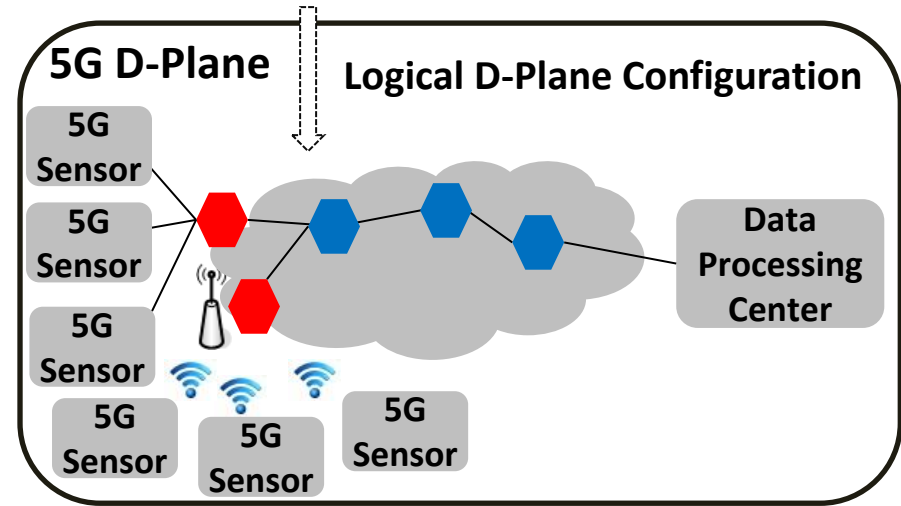 5G D-Plane
Logical D-Plane Configuration
5G
Sensor
5G
Sensor
5G
Sensor
5G
Sensor
5G
Sensor
5G
Sensor
Data
Processing
Center